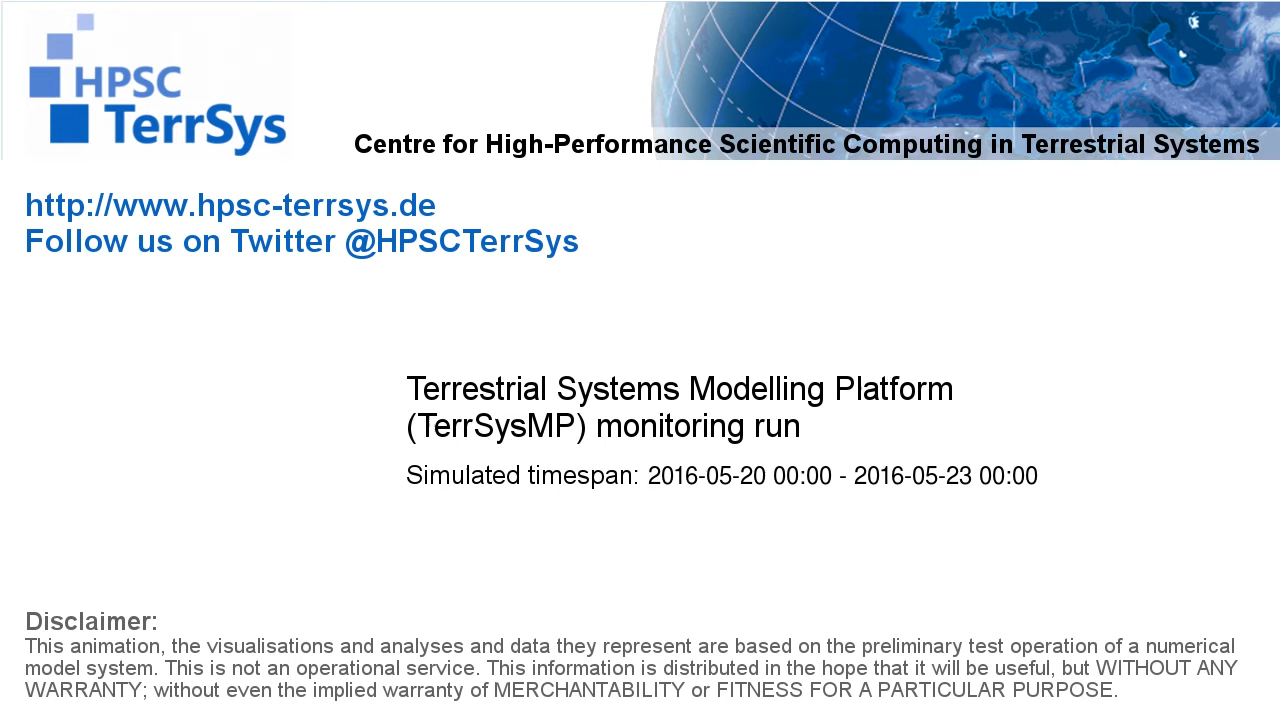 HPSC
TerrSys
Centre for High-Performance Scientific Computing in Terrestrial Systems
http://www.hpsc-terrsys.de
Follow us on Twitter @HPSCTerrSys
Terrestrial Systems Modelling Platform
(TerrSysMP) monitoring run
Simulated timespan: 2016-05-20 00:00 - 2016-05-23 00:00
Disclaimer:
This animation, the visualisations and analyses and data they represent are based on the preliminary test operation of a numerical
model system. This is not an operational service. This information is distributed in the hope that it will be useful, but WITHOUT ANY
WARRANTY; without even the implied warranty of MERCHANTABILITY or FITNESS FOR A PARTICULAR PURPOSE.